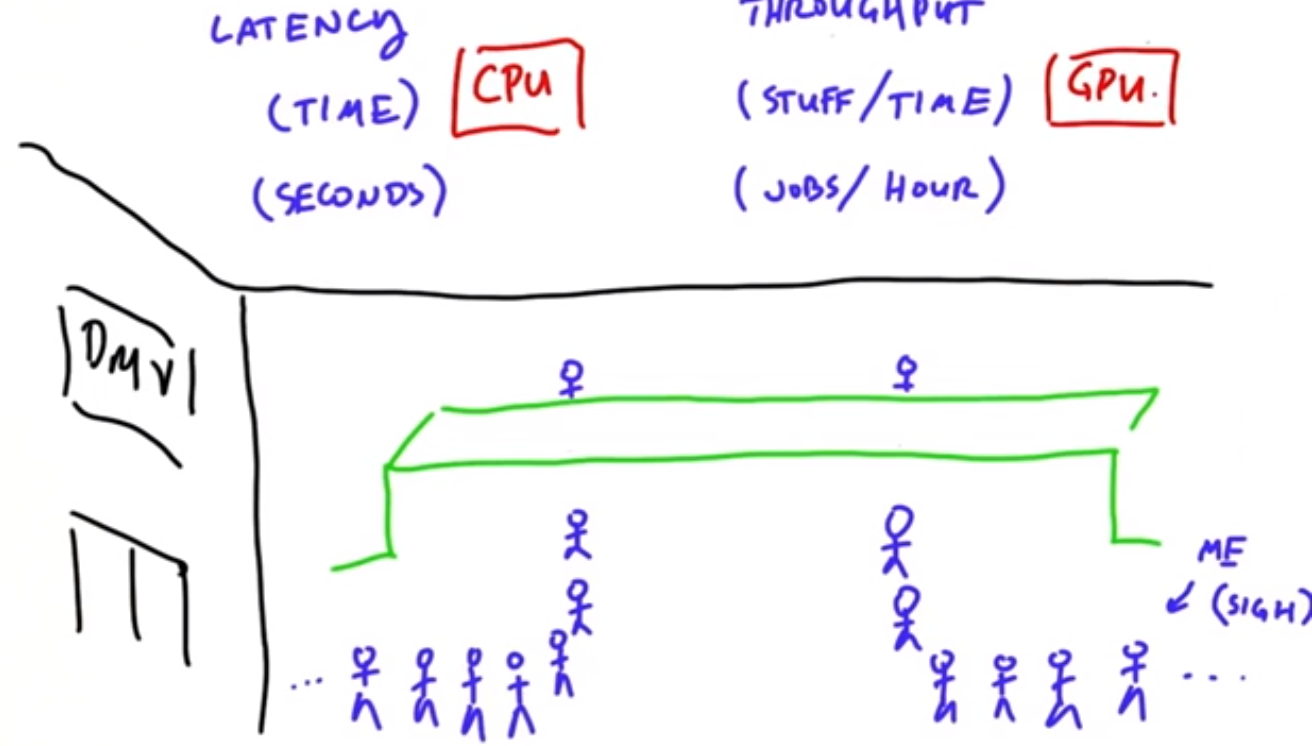 LATENCY
(TIME)
(SECONDS)
CPU
THROUGHPUT
(STUFF/TIME)
(JOBS/HOUR)
GPU.
DMV
ME
(SIGH)
...
....